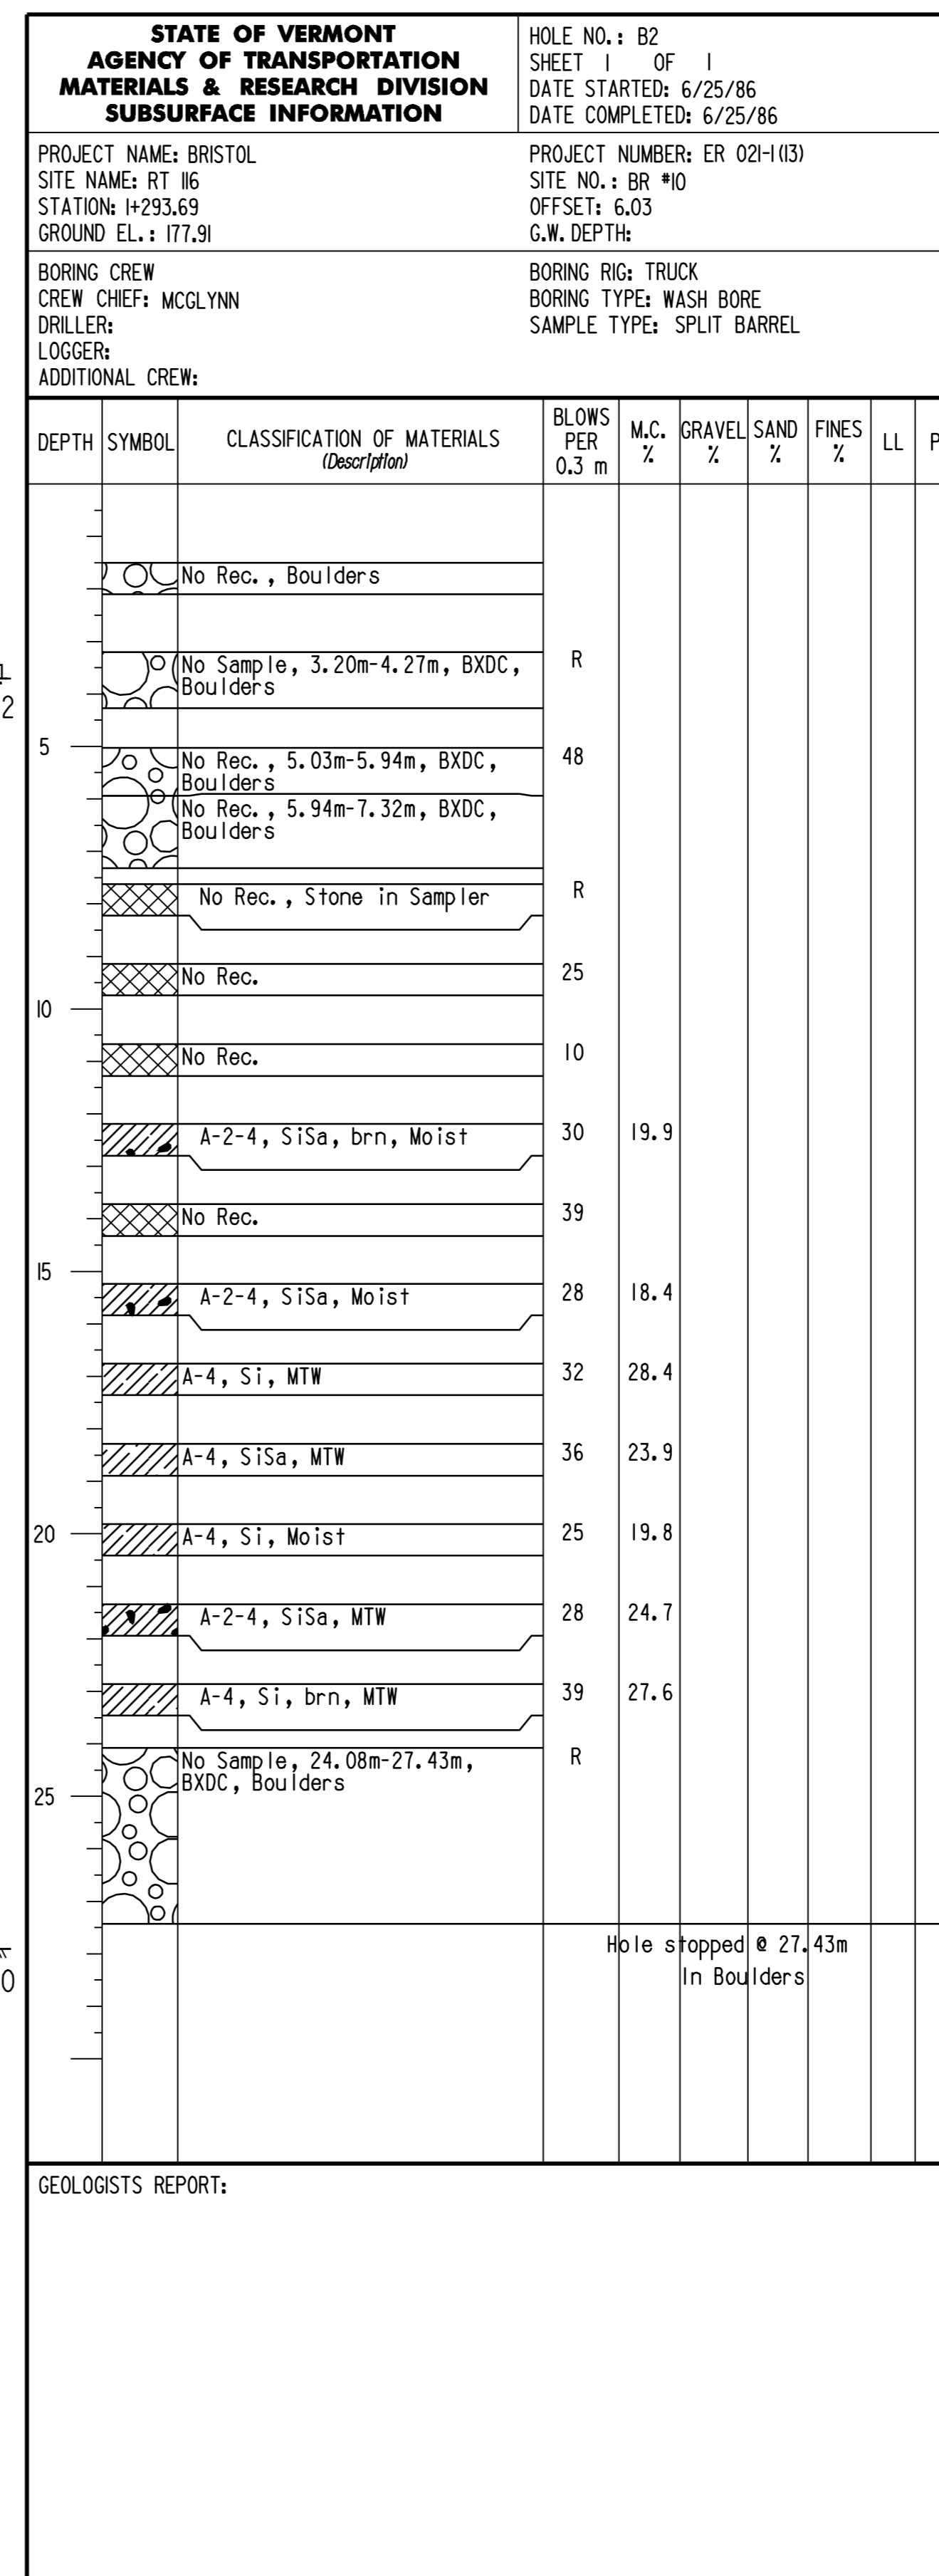 STATE OF VERMONT
AGENCY OF TRANSPORTATION
MATERIALS & RESEARCH DIVISION
SUBSURFACE INFORMATION
HOLE NO.: B2
SHEET 1 OF 1
DATE STARTED: 6/25/86
DATE COMPLETED: 6/25/86
PROJECT NAME: BRISTOL
SITE NAME: RT 116
STATION: 1+293.69
GROUND EL.: 177.91
PROJECT NUMBER: ER 021-1(13)
SITE NO.: BR #10
OFFSET: 6.03
G.W. DEPTH:
BORING CREW
CREW CHIEF: MCGLYNN
DRILLER:
LOGGER:
ADDITIONAL CREW:
BORING RIG: TRUCK
BORING TYPE: WASH BORE
SAMPLE TYPE: SPLIT BARREL
DEPTH
SYMBOL
CLASSIFICATION OF MATERIALS
(Description)
BLOWS
PER
0.3 m
M.C.
%
GRAVEL
%
SAND
%
FINES
%
LL
P
No Rec., Boulders
No Sample, 3.20m-4.27m, BXDC,
Boulders
R
2
5
No Rec., 5.03m-5.94m, BXDC,
Boulders
48
No Rec., 5.94m-7.32m, BXDC,
Boulders
No Rec., Stone in Sampler
R
No Rec.
25
10
No Rec.
10
A-2-4, SiSa, brn, Moist
30 19.9
No Rec.
39
15
A-2-4, SiSa, Moist
28 18.4
A-4, Si, MTW
32 28.4
A-4, SiSa, MTW
36 23.9
20
A-4, Si, Moist
25 19.8
A-2-4, SiSa, MTW
28 24.7
A-4, Si, brn, MTW
39 27.6
No Sample, 24.08m-27.43m,
BXDC, Boulders
R
25
Hole stopped @ 27.43m
In Boulders
0
GEOLOGISTS REPORT: